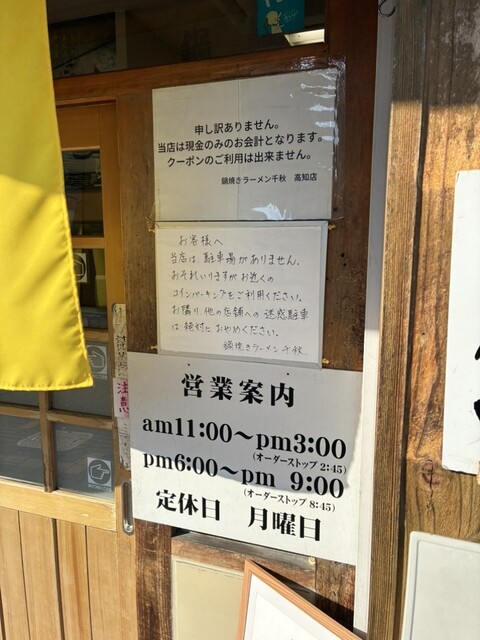 申し訳ありません。
当店は現金のみのお会計となります。
クーポンのご利用は出来ません。
鍋焼きラーメン千秋　高知店
お客様へ
当店は、駐車場がありません。
おそれいりますがお近くの
コインパーキングをご利用ください。
お隣り、他の店舗への迷惑駐車
は絶対におやめください。
鍋焼きラーメン千秋
注意
営業案内
am11:00～pm3:00
(オーダーストップ 2:45)
pm6:00～pm 9:00
(オーダーストップ 8:45)
定休日　月曜日